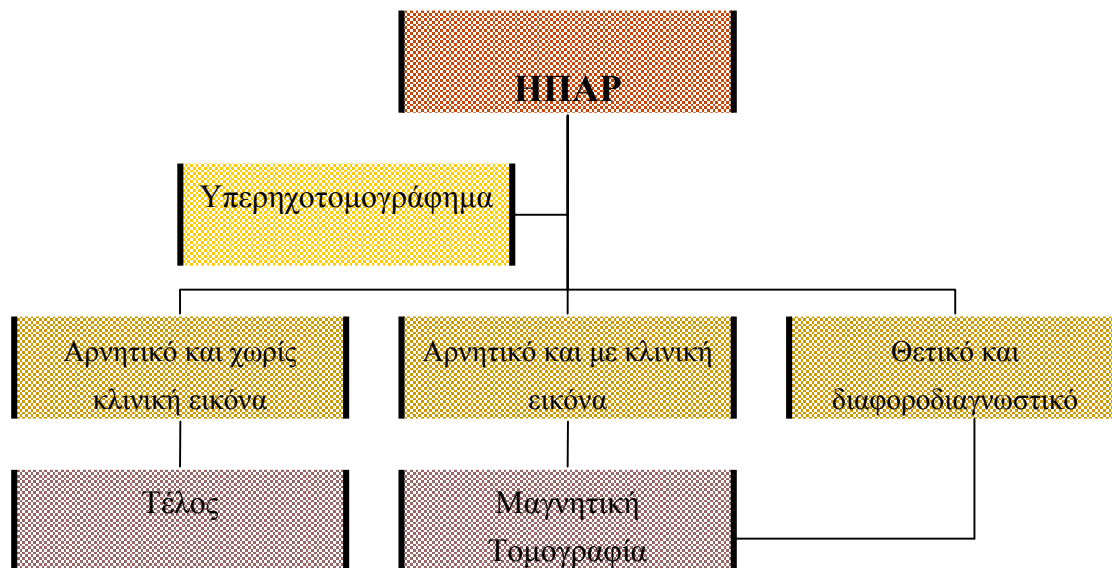 ΗΠΑΡ
Υπερηχοτομογράφημα
Αρνητικό και χωρίς
κλινική εικόνα
Αρνητικό και με κλινική
εικόνα
Θετικό και
διαφοροδιαγνωστικό
Τέλος
Μαγνητική
Τομογραφία